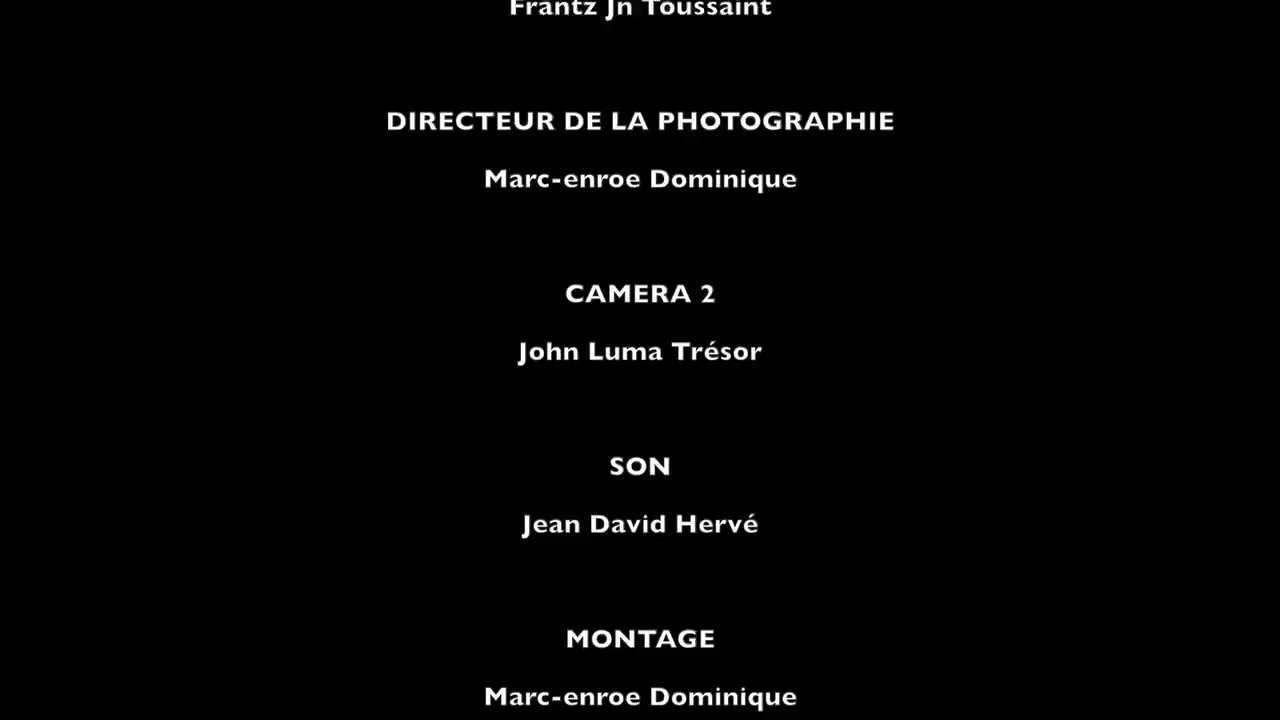 Frantz Jn Toussaint
DIRECTEUR DE LA PHOTOGRAPHIE
Marc-enroe Dominique
CAMERA 2
John Luma Trésor
SON
Jean David Hervé
MONTAGE
Marc-enroe Dominique